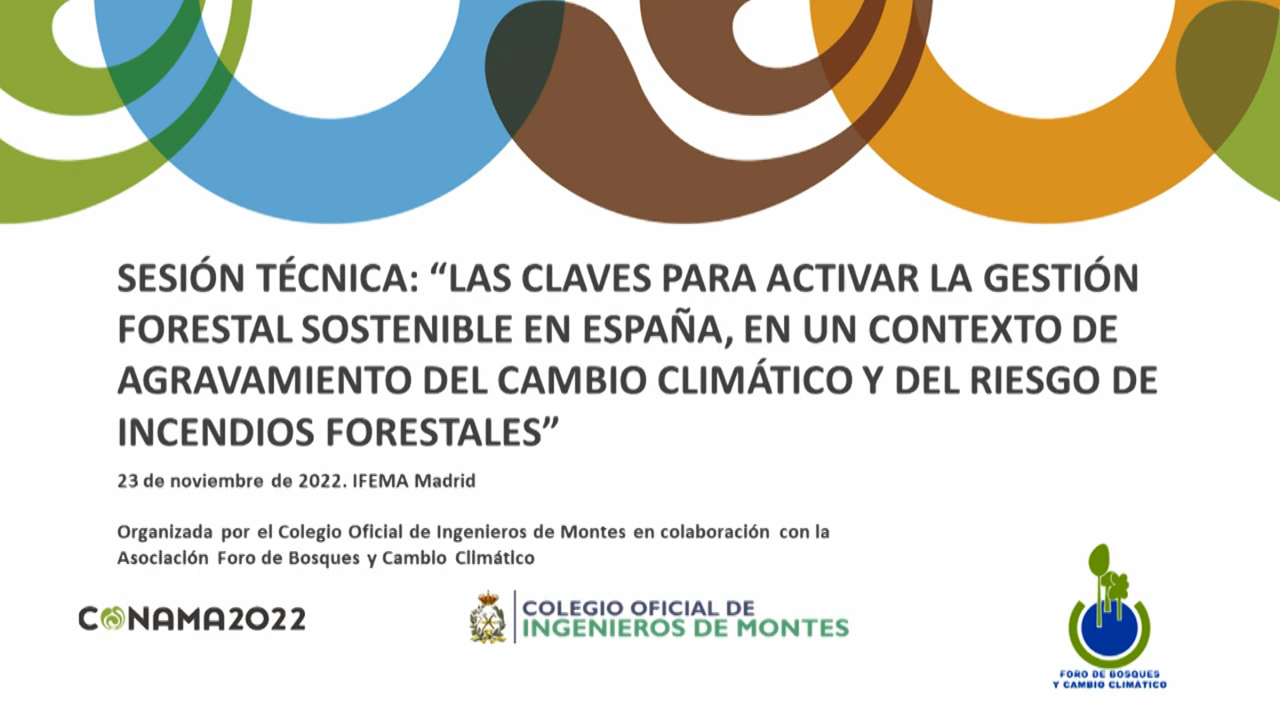 SESIÓN TÉCNICA: “LAS CLAVES PARA ACTIVAR LA GESTIÓN
FORESTAL SOSTENIBLE EN ESPAÑA, EN UN CONTEXTO DE
AGRAVAMIENTO DEL CAMBIO CLIMÁTICO Y DEL RIESGO DE
INCENDIOS FORESTALES”
23 de noviembre de 2022. IFEMA Madrid
Organizada por el Colegio Oficial de Ingenieros de Montes en colaboración con la
Asociación Foro de Bosques y Cambio Climático
CONAMA2022
COLEGIO OFICIAL DE
INGENIEROS DE MONTES
FORO DE BOSQUES
Y CAMBIO CLIMÁTICO